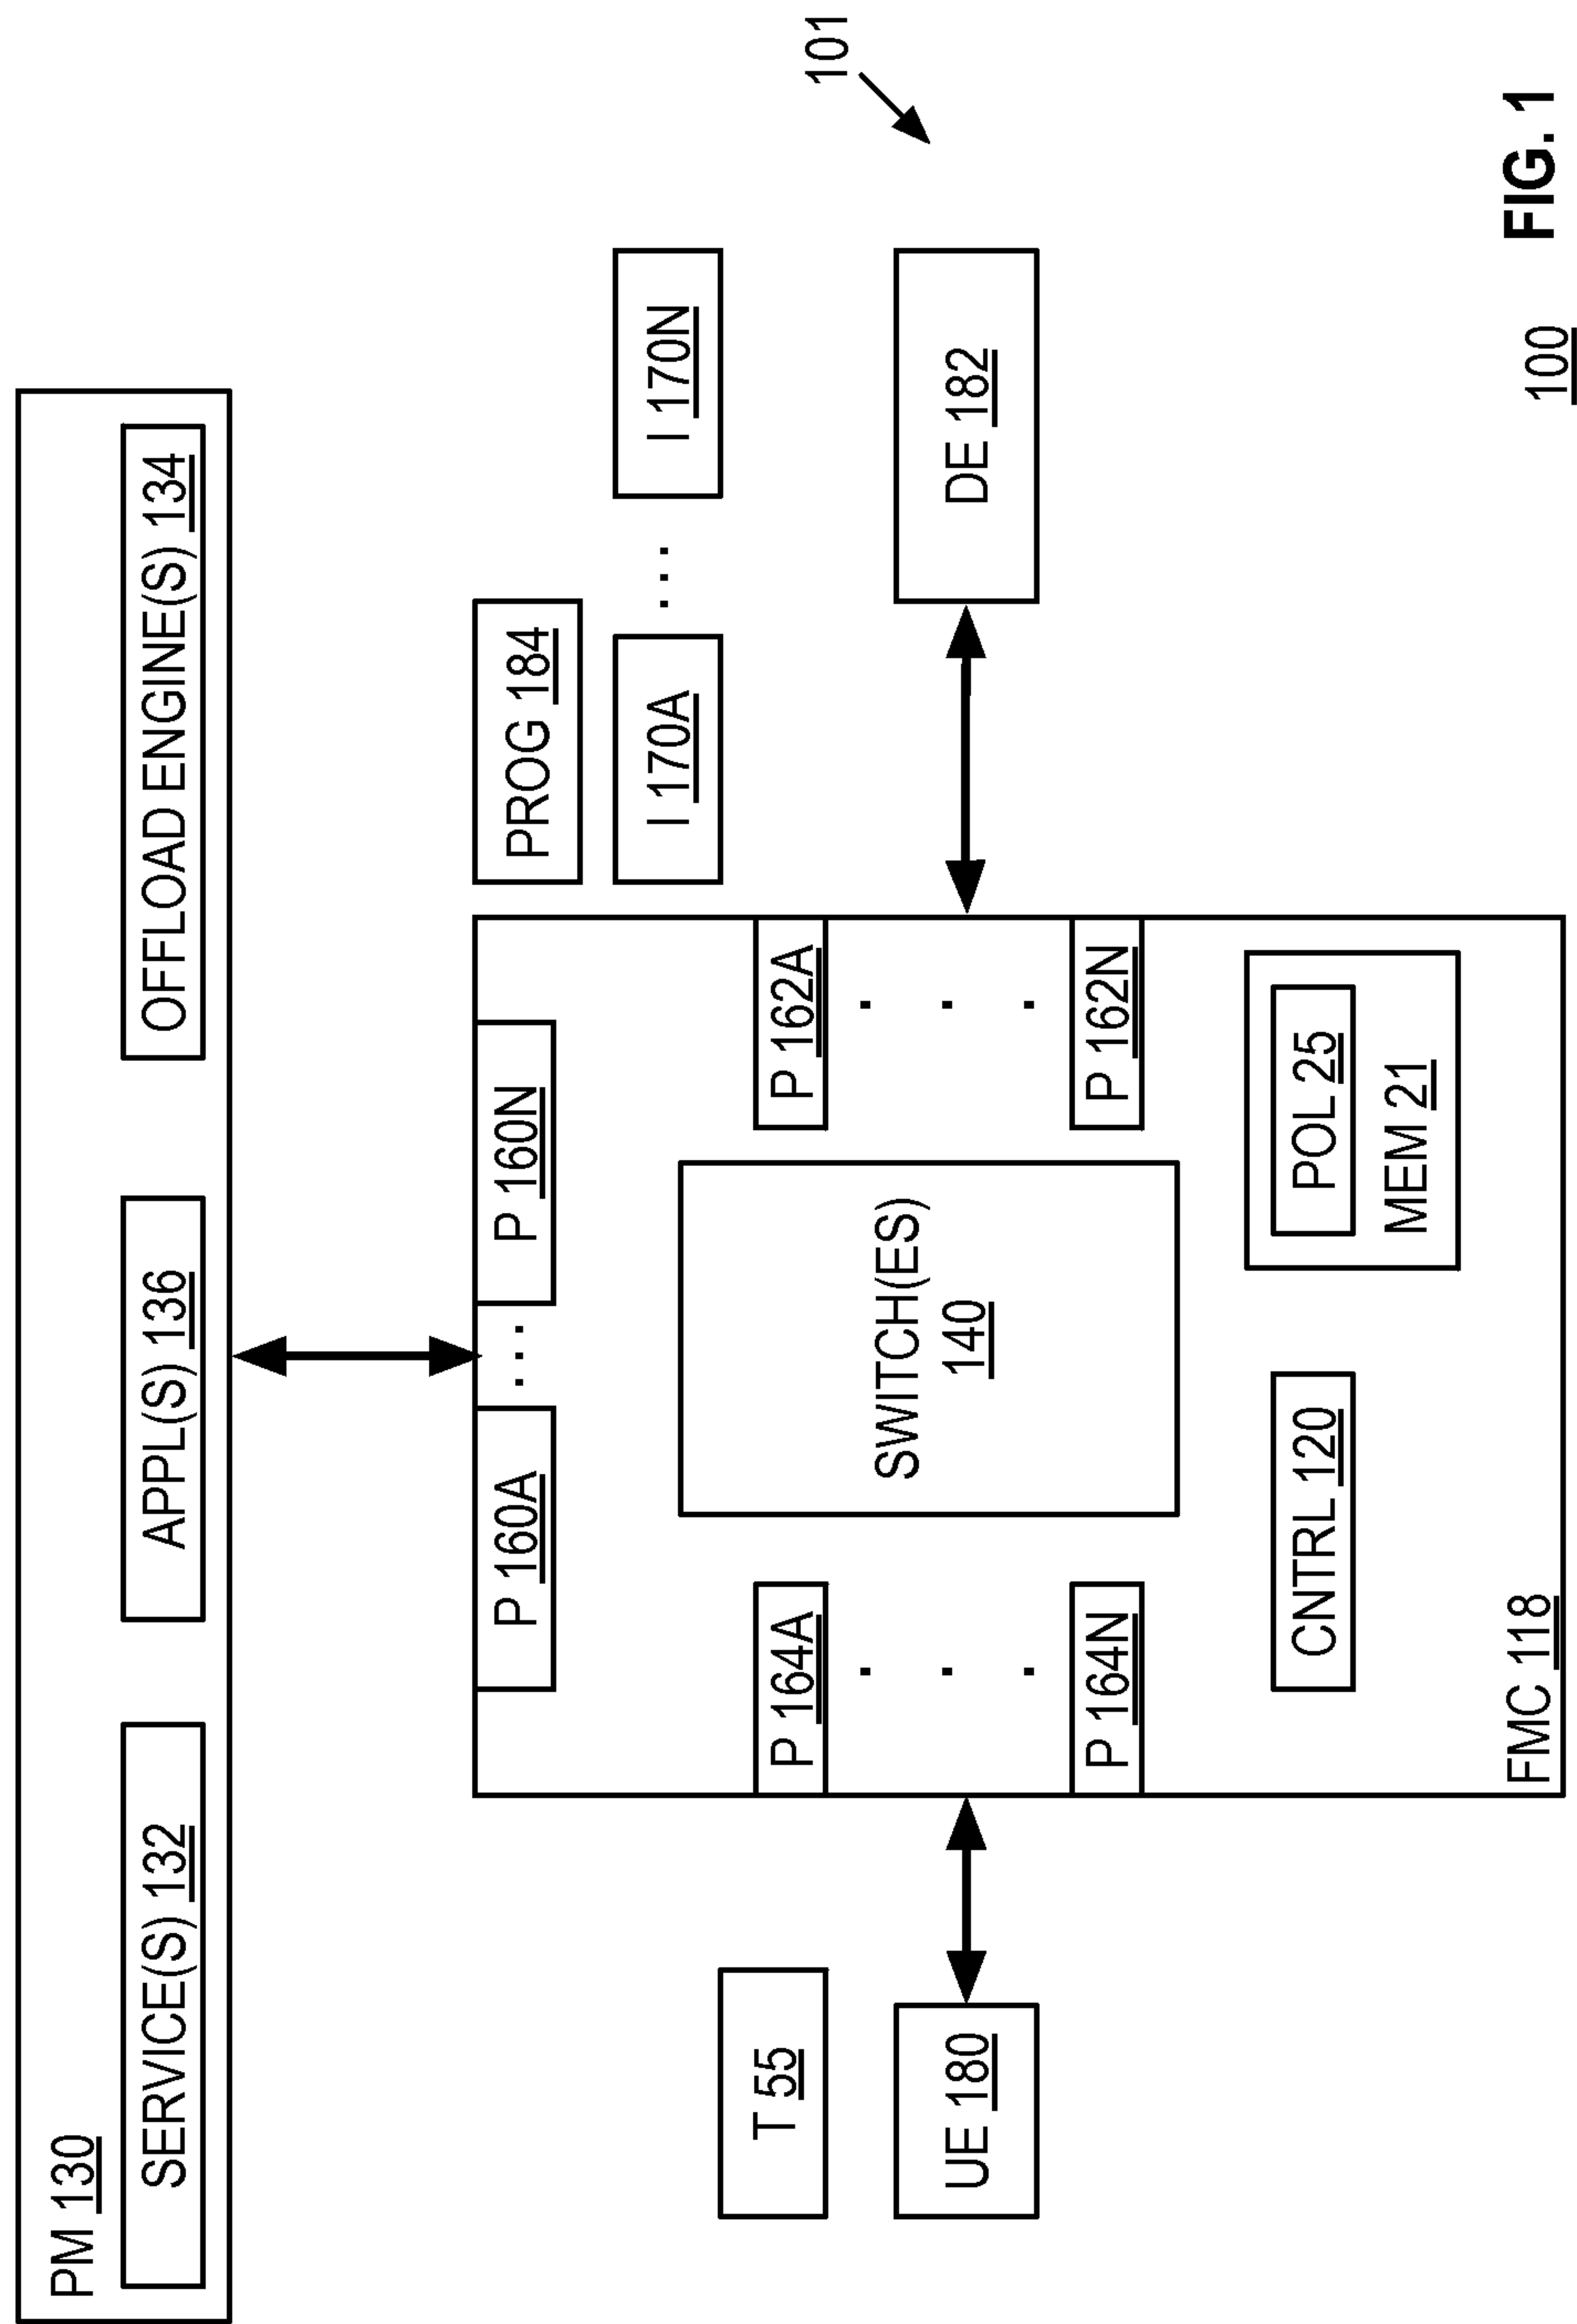 PM 130
SERVICE(S) 132
APPL(S) 136
OFFLOAD ENGINE(S) 134
P 160A
...
P 160N
PROG 184
I 170A
...
I 170N
T 55
UE 180
P 164A
.
.
.
P 164N
SWITCH(ES)
140
P 162A
.
.
.
P 162N
DE 182
101
CNTRL 120
POL 25
MEM 21
FMC 118
100
FIG. 1